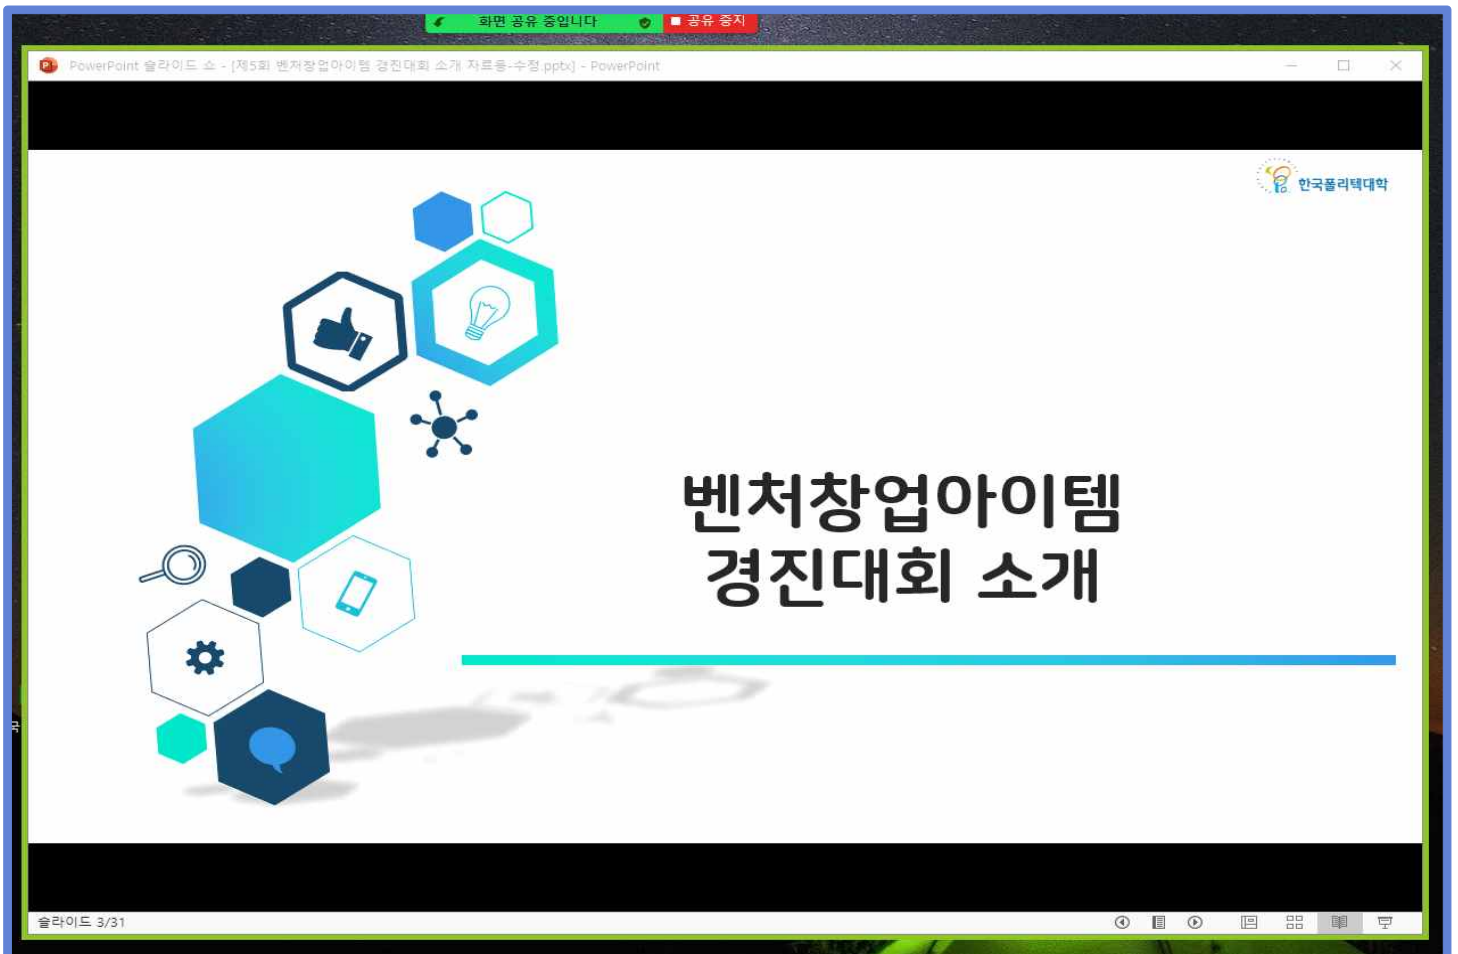 화면 공유 중입니다
공유 중지
PowerPoint 슬라이드 쇼 - [제5회 벤처창업아이템 경진대회 소개 자료용-수정.pptx] - PowerPoint
한국폴리텍대학
벤처창업아이템
경진대회 소개
슬라이드 3/31